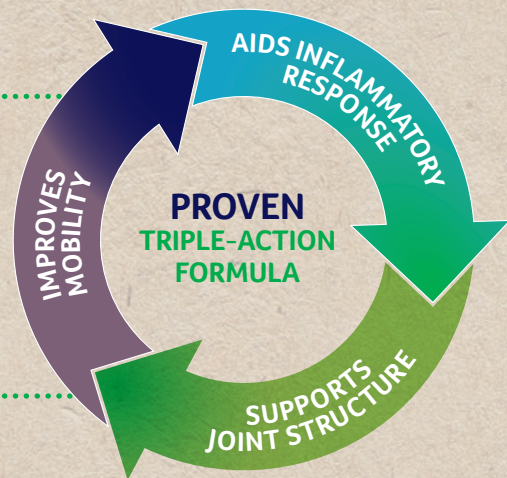 AIDS INFLAMMATORY
RESPONSE
IMPROVES
MOBILITY
PROVEN
TRIPLE-ACTION
FORMULA
SUPPORTS
JOINT STRUCTURE